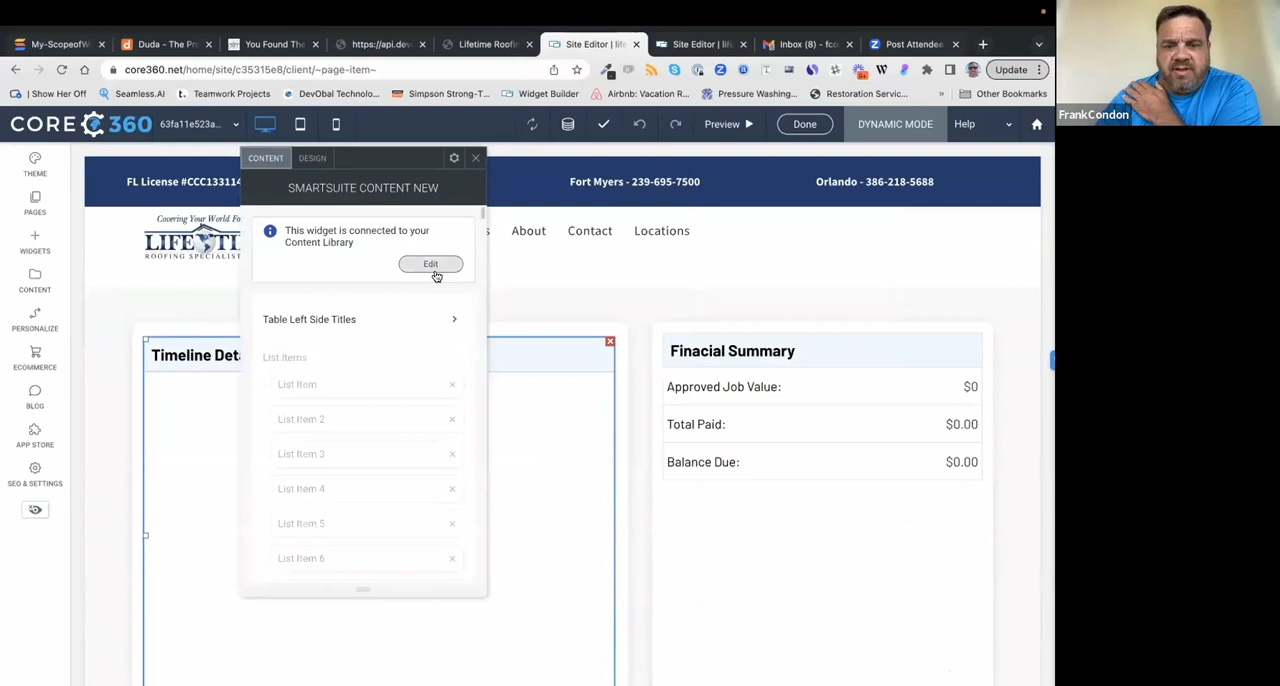 My-ScopeofW
Duda - The Pr
You Found The
https://api.dev.
Lifetime Roofin
Site Editor | life
Site Editor | life
Inbox (8) - fco
Post Attendee
core360.net/home/site/c35315e8/client/~page-item~
Update
| Show Her Off
Seamless.AI
Teamwork Projects
DevObal Technolo...
Simpson Strong-T...
Widget Builder
Airbnb: Vacation R...
Pressure Washing...
Restoration Servic...
»
Other Bookmarks
FrankCondon
CORE 360
63fa11e523a...
Preview
Done
DYNAMIC MODE
Help
THEME
PAGES
WIDGETS
CONTENT
PERSONALIZE
ECOMMERCE
BLOG
APP STORE
SEO & SETTINGS
CONTENT
DESIGN
SMARTSUITE CONTENT NEW
This widget is connected to your
Content Library
Edit
Table Left Side Titles
List Items
List Item
List Item 2
List Item 3
List Item 4
List Item 5
List Item 6
FL License #CCC133114
Fort Myers - 239-695-7500
Orlando - 386-218-5688
Covering Your World Fo
LIFE TI
ROOFING SPECIALIST
s
About
Contact
Locations
Timeline Deta
Finacial Summary
Approved Job Value:
$0
Total Paid:
$0.00
Balance Due:
$0.00